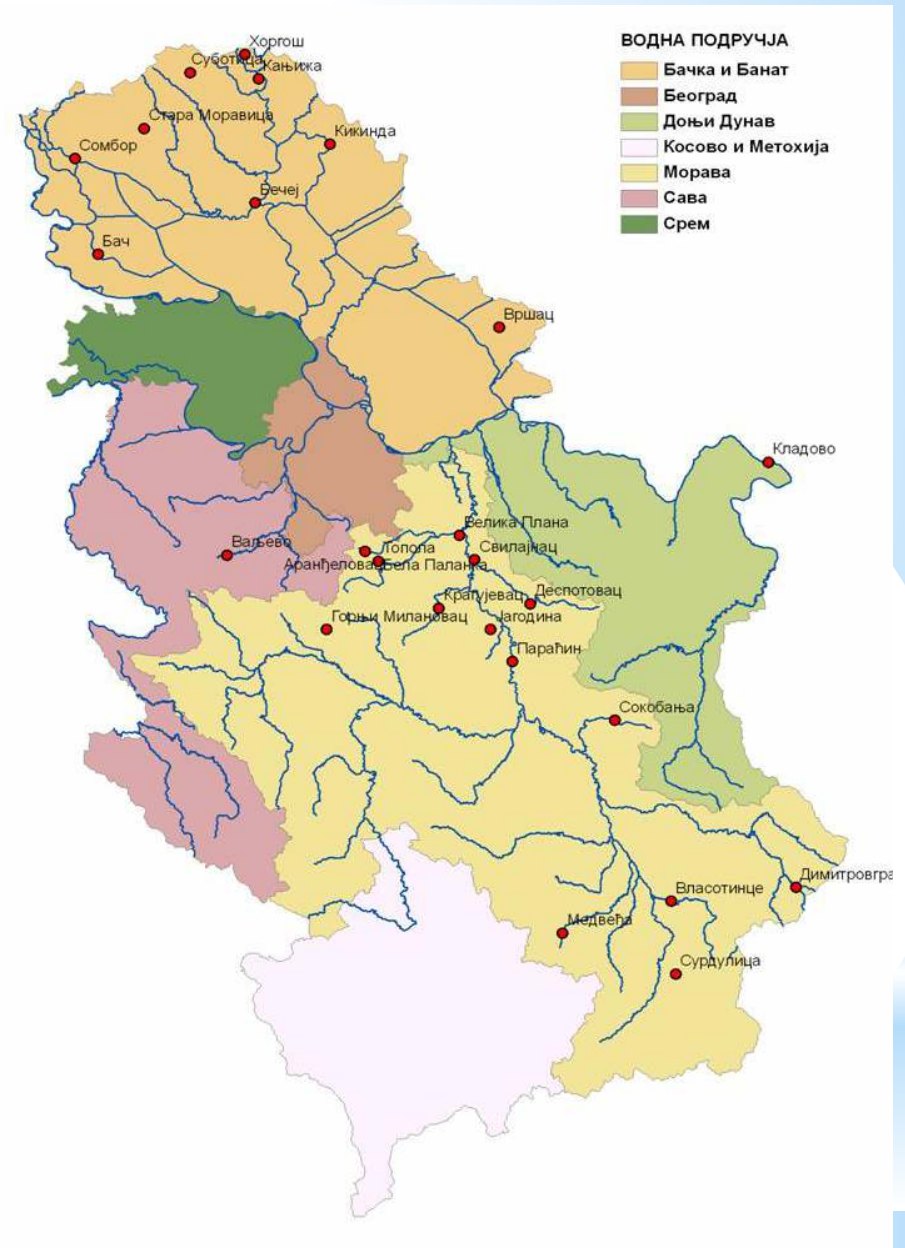 ВОДНА ПОДРУЧЈА
Бачка и Банат
Београд
Доњи Дунав
Косово и Метохија
Морава
Сава
Срем
Хоргош
Суботица
Кањижа
Стара Моравица
Кикинда
Сомбор
Бечеј
Бач
Вршац
Кладово
Велика Плана
Ваљево
Топола
Свилајнац
Аранђеловац
Бела Паланка
Крагујевац
Деспотовац
Горњи Милановац
Јагодина
Параћин
Сокобања
Димитровгра
Власотинце
Медвеђа
Сурдулица